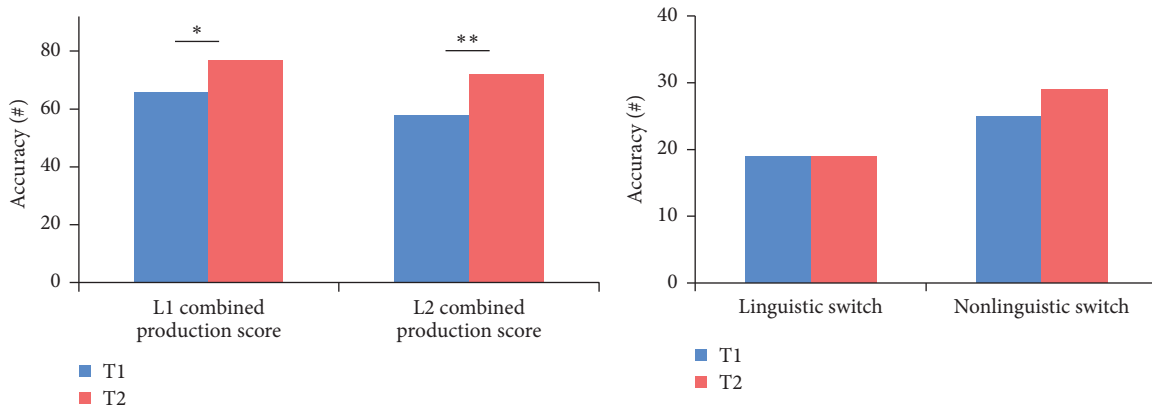 Accuracy (#)
80
60
40
20
0
*
**
L1 combined
production score
L2 combined
production score
T1
T2
Accuracy (#)
40
30
20
10
0
Linguistic switch
Nonlinguistic switch
T1
T2